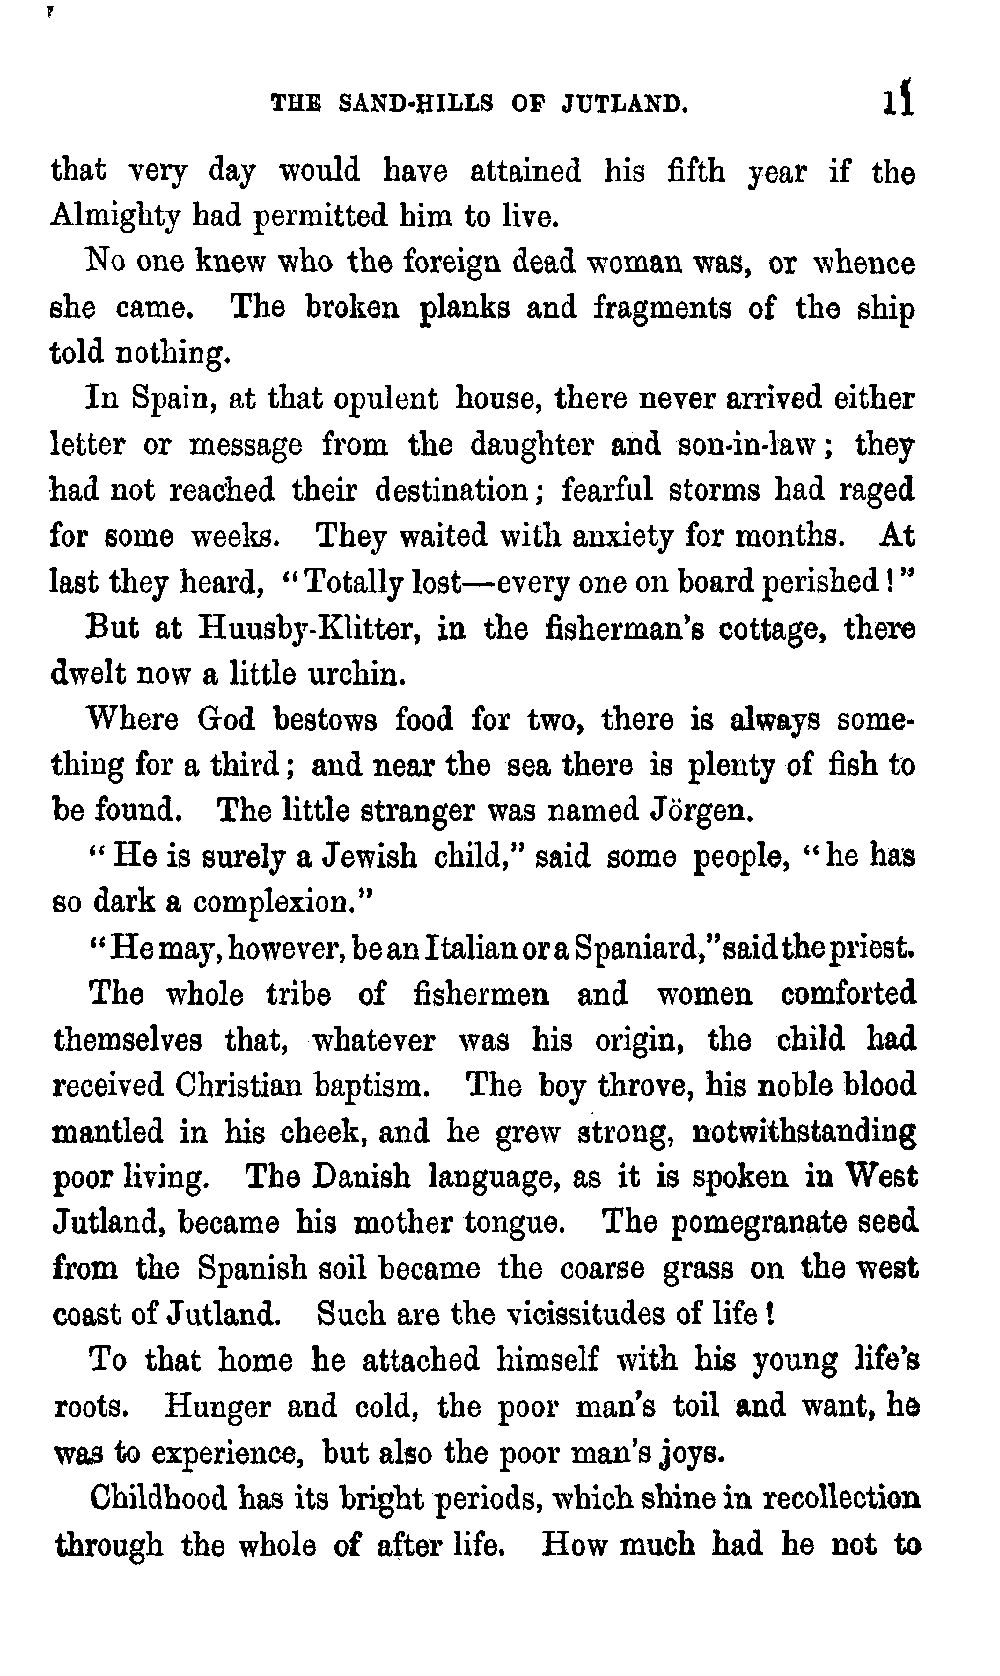 THE SAND-HILLS OF JUTLAND. 11
that very day would have attained his fifth year if the
Almighty had permitted him to live.
No one knew who the foreign dead woman was, or whence
she came. The broken planks and fragments of the ship
told nothing.
In Spain, at that opulent house, there never arrived either
letter or message from the daughter and son-in-law; they
had not reached their destination; fearful storms had raged
for some weeks. They waited with anxiety for months. At
last they heard, "Totally lost—every one on board perished!"
But at Huusby-Klitter, in the fisherman's cottage, there
dwelt now a little urchin.
Where God bestows food for two, there is always some-
thing for a third; and near the sea there is plenty of fish to
be found. The little stranger was named Jörgen.
"He is surely a Jewish child," said some people, "he has
so dark a complexion."
"He may, however, be an Italian or a Spaniard," said the priest.
The whole tribe of fishermen and women comforted
themselves that, whatever was his origin, the child had
received Christian baptism. The boy throve, his noble blood
mantled in his cheek, and he grew strong, notwithstanding
poor living. The Danish language, as it is spoken in West
Jutland, became his mother tongue. The pomegranate seed
from the Spanish soil became the coarse grass on the west
coast of Jutland. Such are the vicissitudes of life!
To that home he attached himself with his young life's
roots. Hunger and cold, the poor man's toil and want, he
was to experience, but also the poor man's joys.
Childhood has its bright periods, which shine in recollection
through the whole of after life. How much had he not to